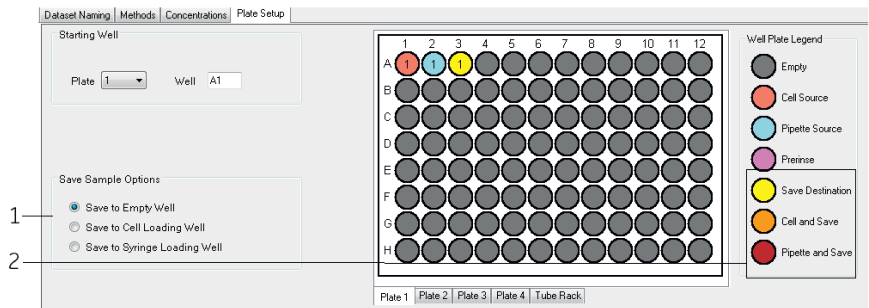 Dataset Naming Methods Concentrations Plate Setup
Starting Well
Plate 1 Well A1
Save Sample Options
Save to Empty Well
Save to Cell Loading Well
Save to Syringe Loading Well
1
2
1 2 3 4 5 6 7 8 9 10 11 12
A 1 1 1
B
C
D
E
F
G
H
Plate 1 Plate 2 Plate 3 Plate 4 Tube Rack
Well Plate Legend
Empty
Cell Source
Pipette Source
Prerinse
Save Destination
Cell and Save
Pipette and Save